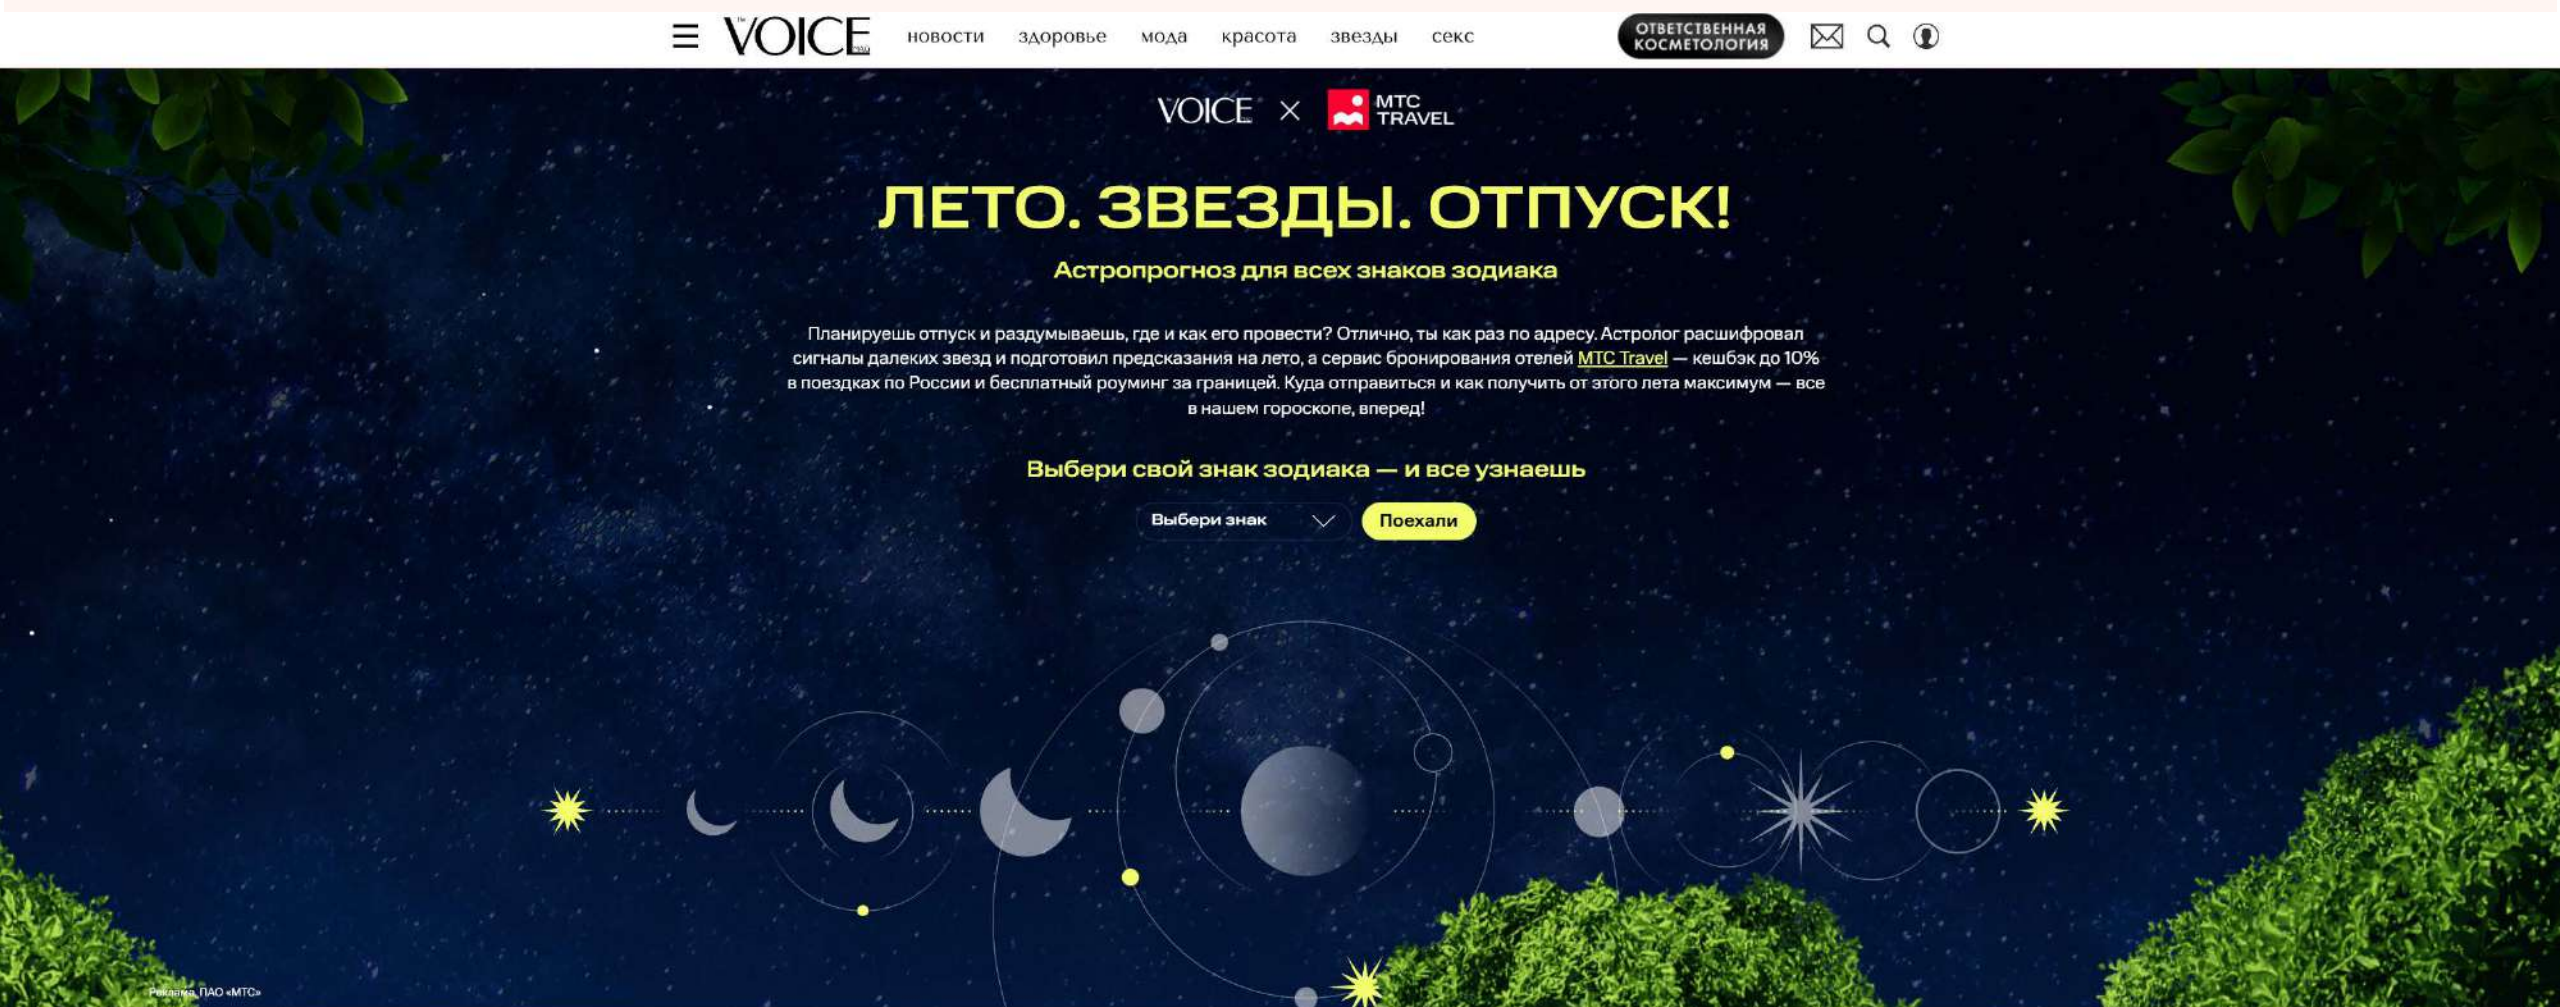 The VOICE МАЙ
новости здоровье мода красота звезды секс
ОТВЕТСТВЕННАЯ
КОСМЕТОЛОГИЯ
VOICE × МТС
TRAVEL
ЛЕТО. ЗВЕЗДЫ. ОТПУСК!
Астропрогноз для всех знаков зодиака
Планируешь отпуск и раздумываешь, где и как его провести? Отлично, ты как раз по адресу. Астролог расшифровал
сигналы далеких звезд и подготовил предсказания на лето, а сервис бронирования отелей МТС Travel — кешбэк до 10%
в поездках по России и бесплатный роуминг за границей. Куда отправиться и как получить от этого лета максимум — все
в нашем гороскопе, вперед!
Выбери свой знак зодиака — и все узнаешь
Выбери знак
Поехали
Реклама, ПАО «МТС»